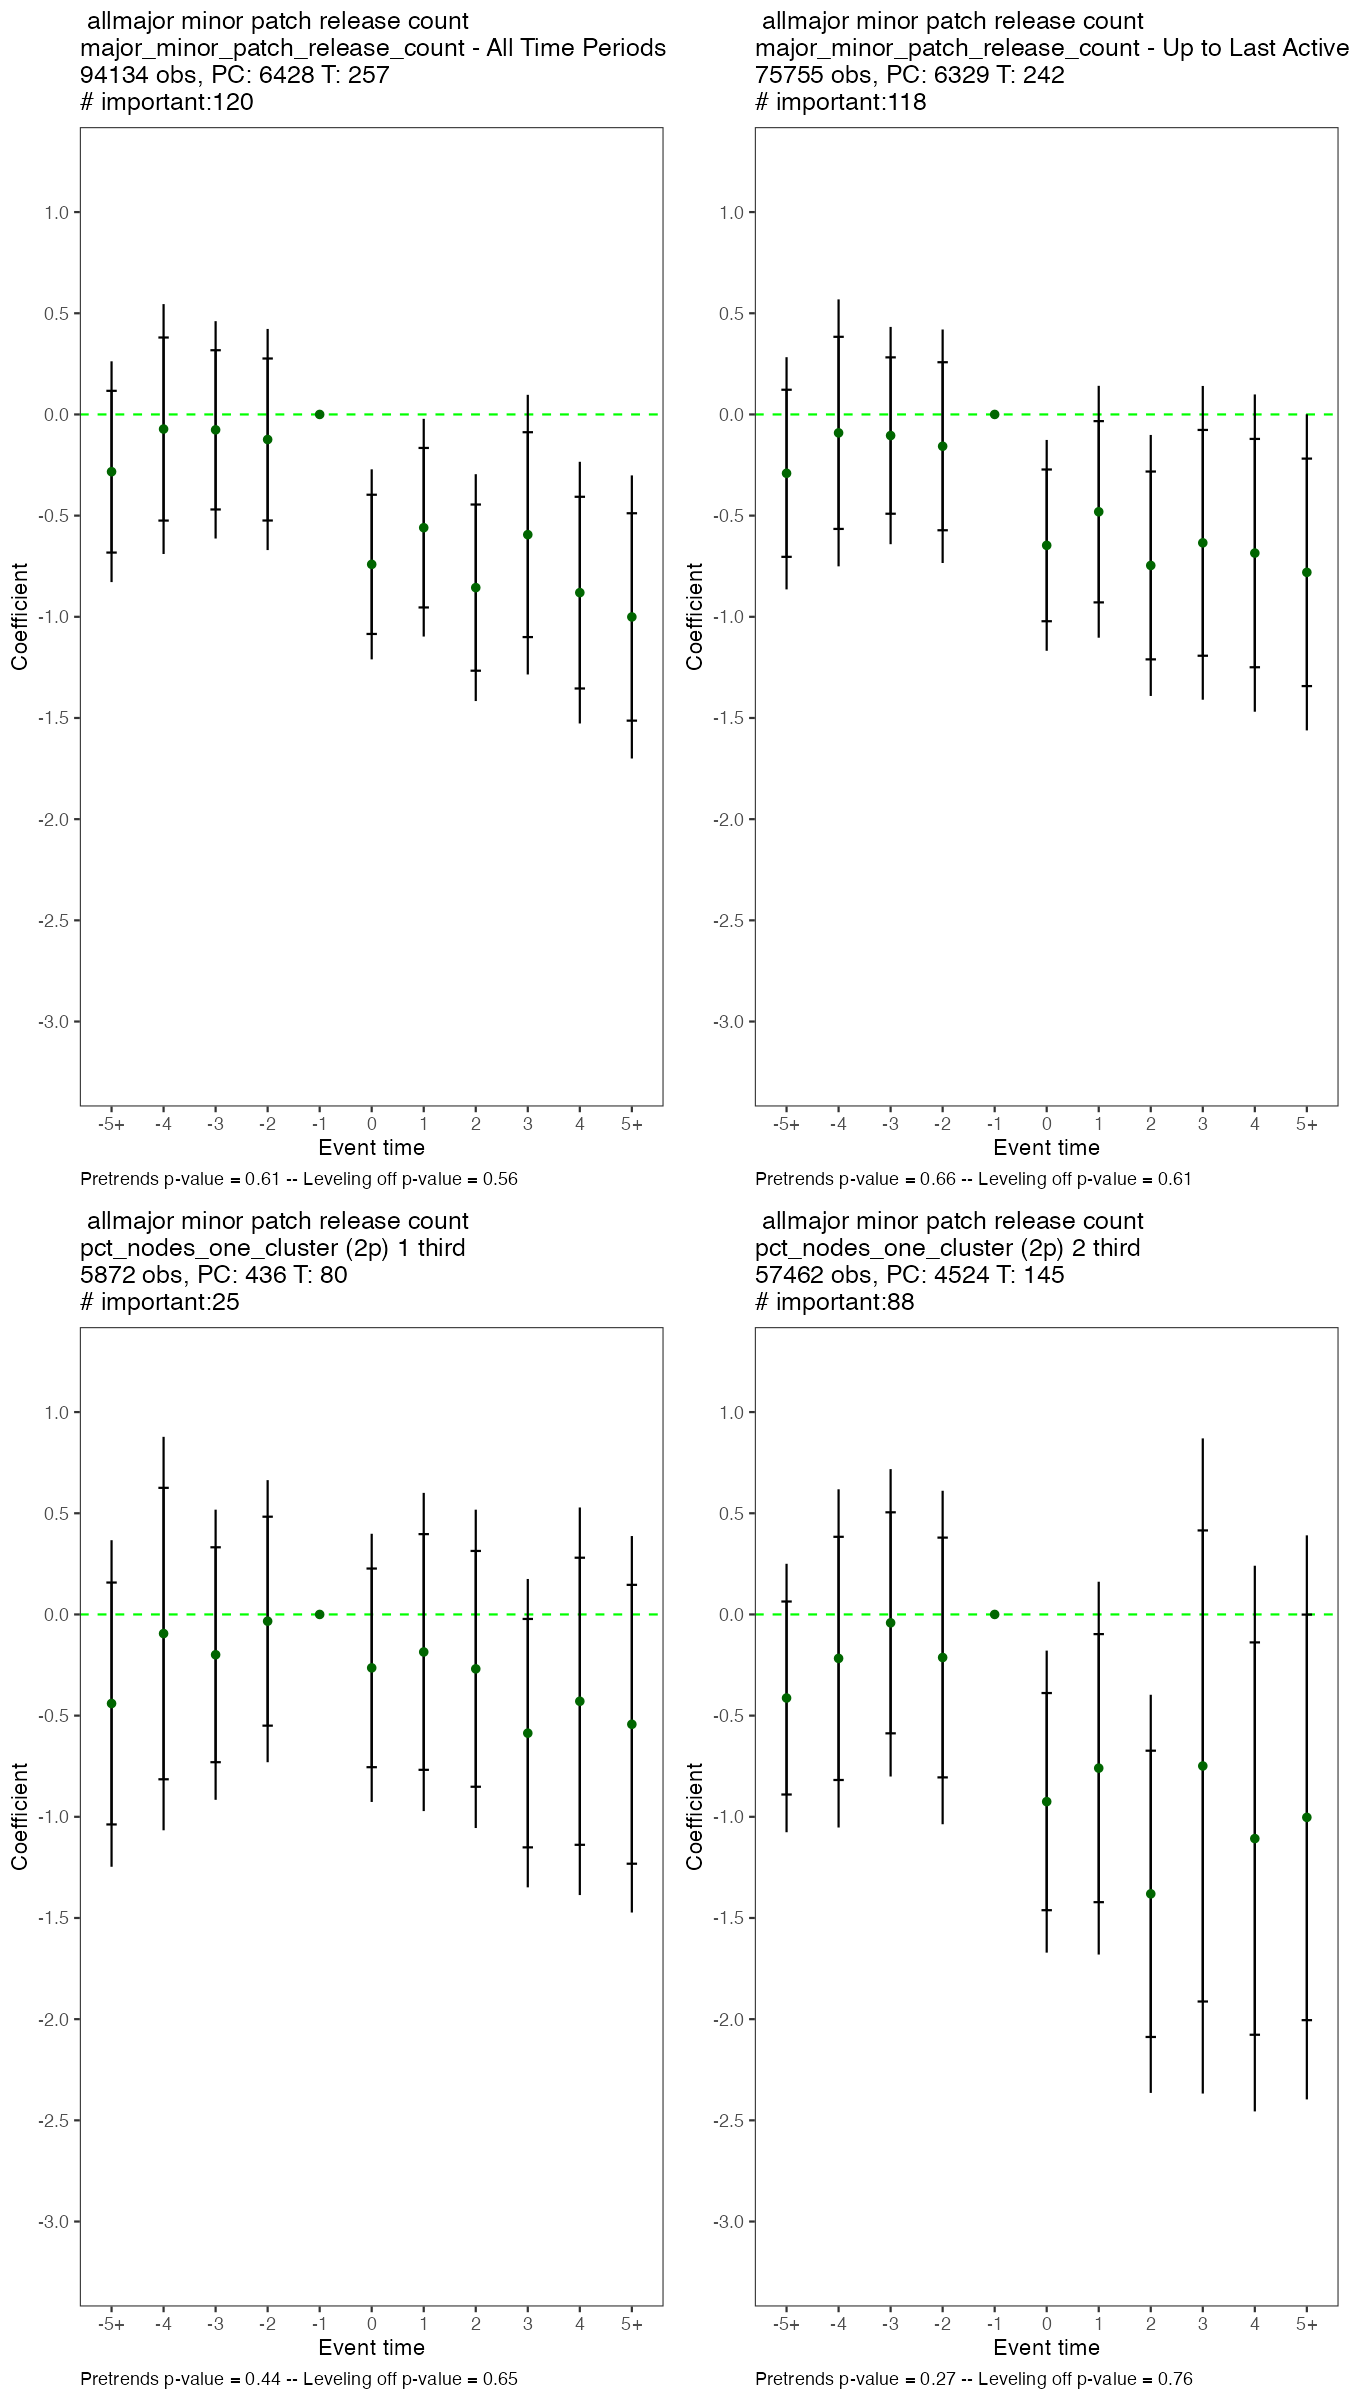 allmajor minor patch release count
major_minor_patch_release_count - All Time Periods
94134 obs, PC: 6428 T: 257
# important:120
1.0
0.5
0.0
-0.5
-1.0
-1.5
-2.0
-2.5
-3.0
Coefficient
-5+ -4 -3 -2 -1 0 1 2 3 4 5+
Event time
Pretrends p-value = 0.61 -- Leveling off p-value = 0.56
allmajor minor patch release count
major_minor_patch_release_count - Up to Last Active
75755 obs, PC: 6329 T: 242
# important:118
1.0
0.5
0.0
-0.5
-1.0
-1.5
-2.0
-2.5
-3.0
Coefficient
-5+ -4 -3 -2 -1 0 1 2 3 4 5+
Event time
Pretrends p-value = 0.66 -- Leveling off p-value = 0.61
allmajor minor patch release count
pct_nodes_one_cluster (2p) 1 third
5872 obs, PC: 436 T: 80
# important:25
1.0
0.5
0.0
-0.5
-1.0
-1.5
-2.0
-2.5
-3.0
Coefficient
-5+ -4 -3 -2 -1 0 1 2 3 4 5+
Event time
Pretrends p-value = 0.44 -- Leveling off p-value = 0.65
allmajor minor patch release count
pct_nodes_one_cluster (2p) 2 third
57462 obs, PC: 4524 T: 145
# important:88
1.0
0.5
0.0
-0.5
-1.0
-1.5
-2.0
-2.5
-3.0
Coefficient
-5+ -4 -3 -2 -1 0 1 2 3 4 5+
Event time
Pretrends p-value = 0.27 -- Leveling off p-value = 0.76